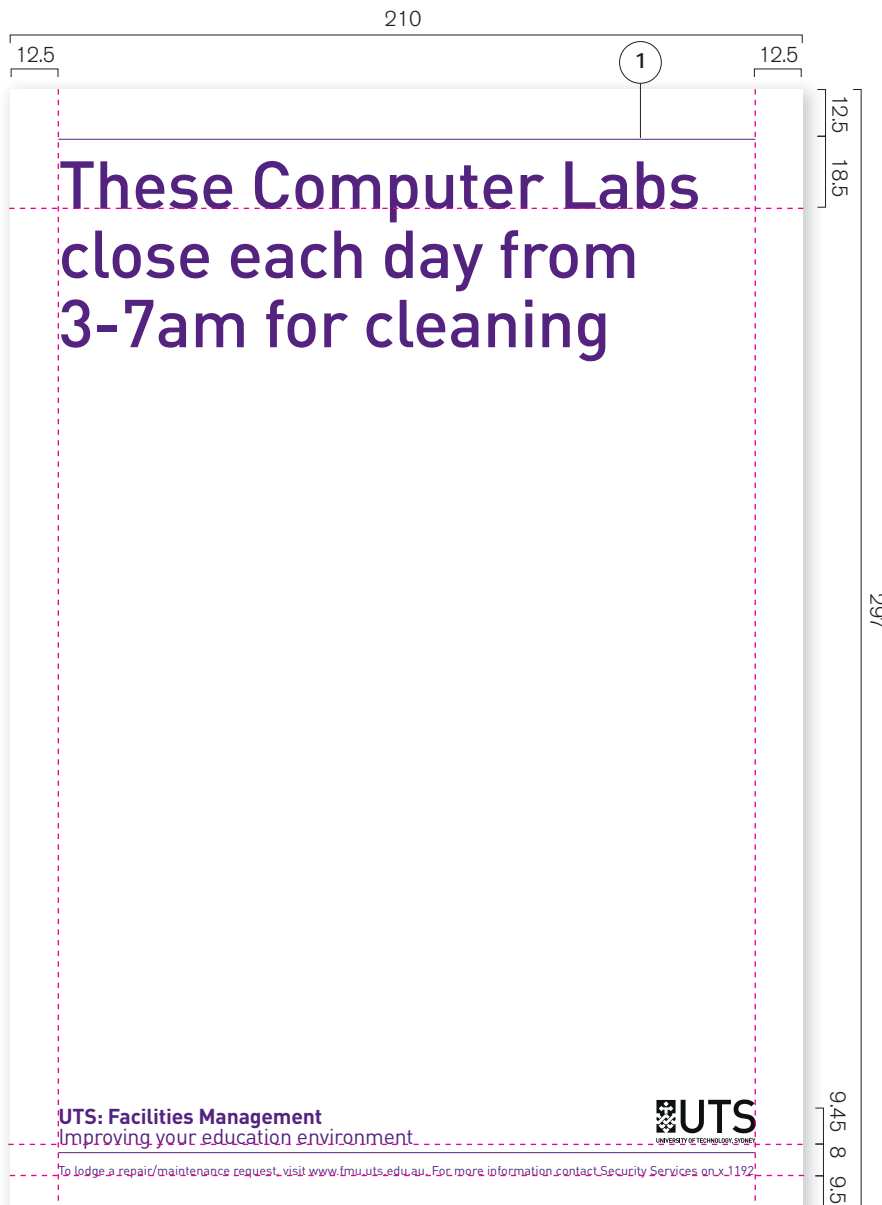 210
12.5
12.5
1
12.5
18.5
These Computer Labs
close each day from
3-7am for cleaning
297
UTS: Facilities Management
Improving your education environment
UTS
UNIVERSITY OF TECHNOLOGY, SYDNEY
9.45
8
9.5
To lodge a repair/maintenance request, visit www.fmu.uts.edu.au. For more information contact Security Services on x 1192